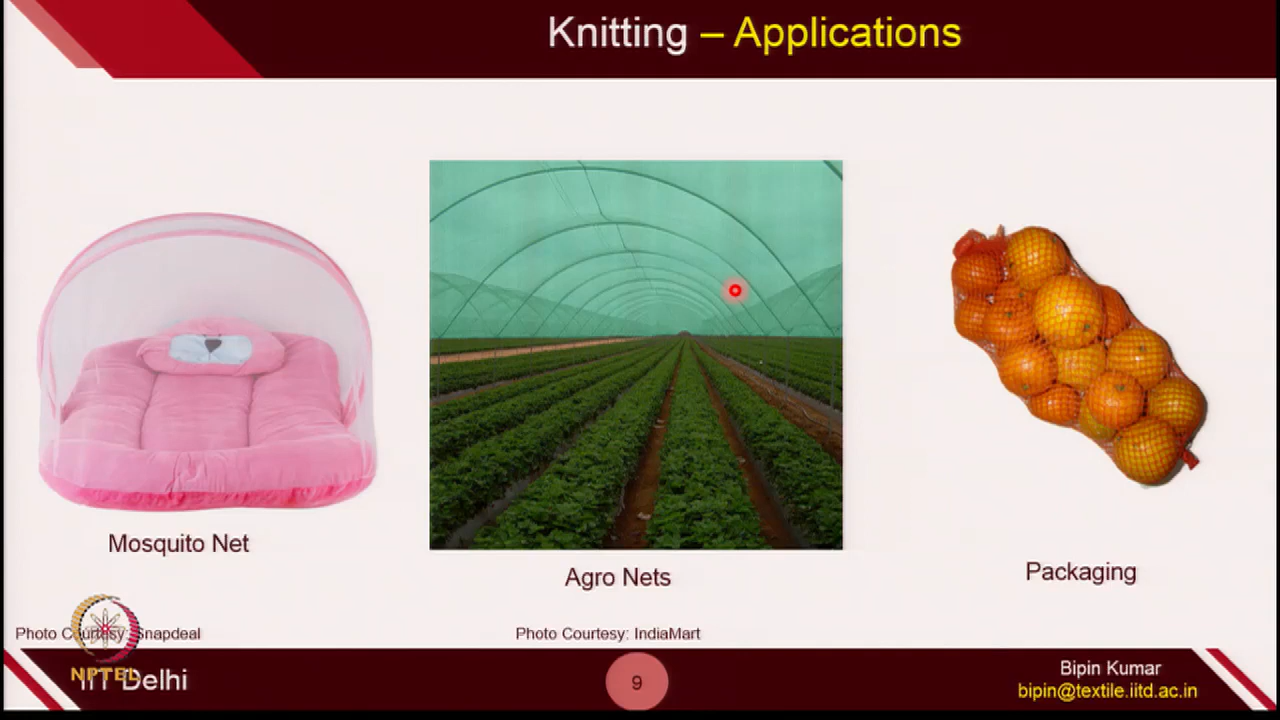 Knitting – Applications
Mosquito Net
Agro Nets
Packaging
Photo Courtesy: Snapdeal
Photo Courtesy: IndiaMart
NPTEL
IIT Delhi
9
Bipin Kumar
bipin@textile.iitd.ac.in